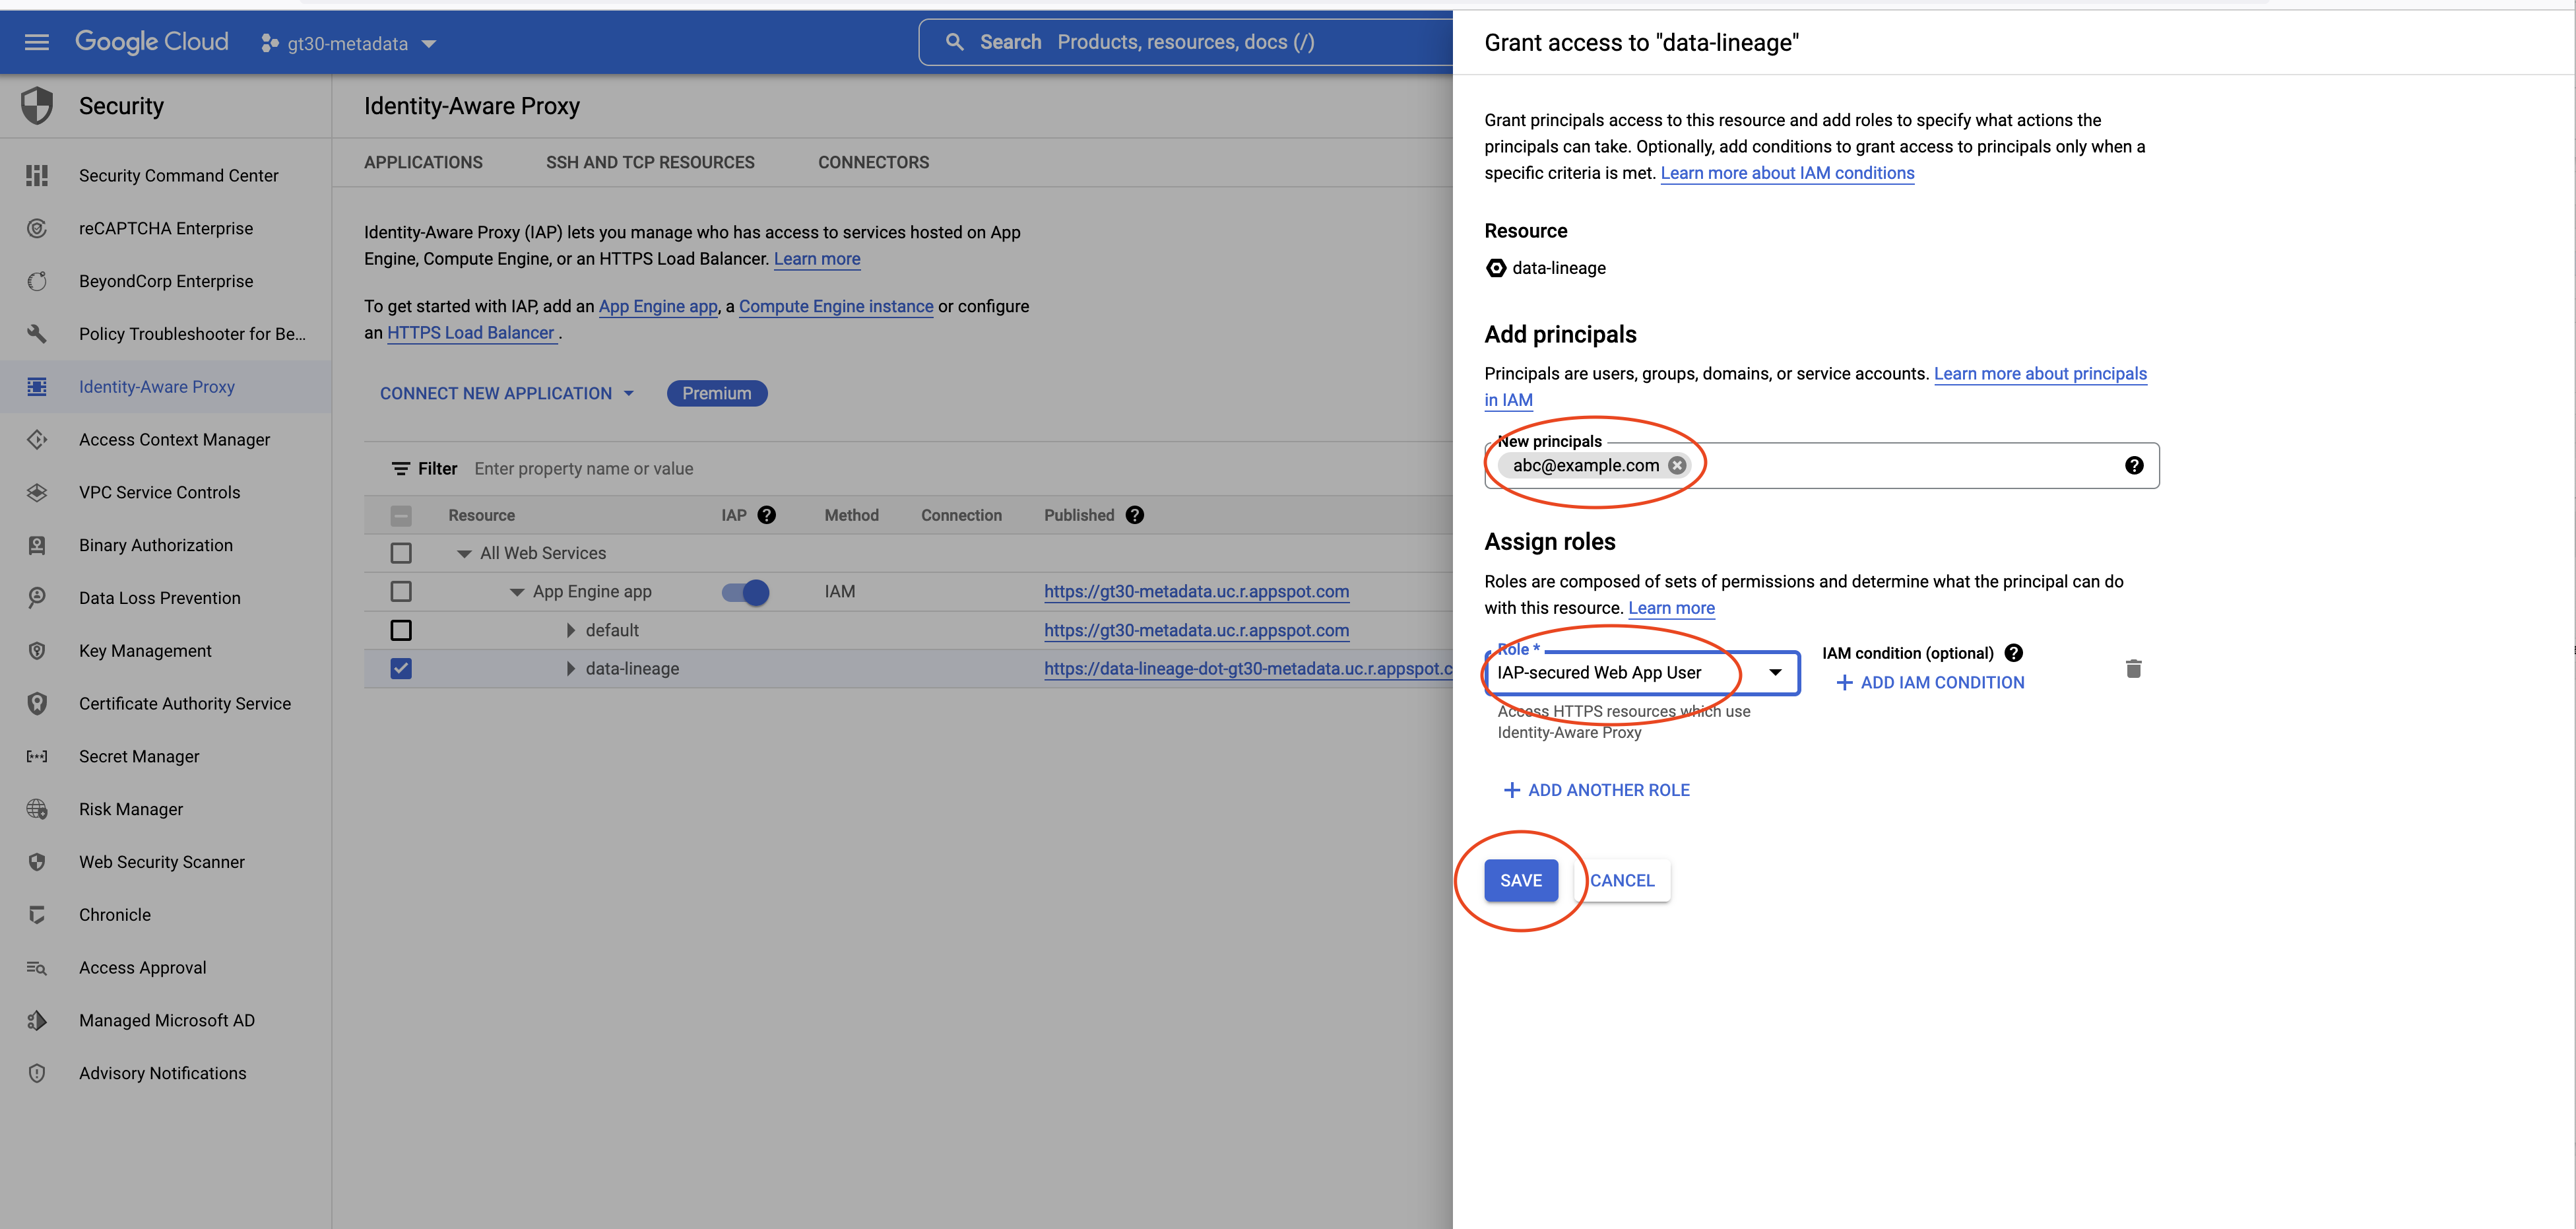 Google Cloud
gt30-metadata
Search Products, resources, docs (/)
Security
Security Command Center
reCAPTCHA Enterprise
BeyondCorp Enterprise
Policy Troubleshooter for Be...
Identity-Aware Proxy
Access Context Manager
VPC Service Controls
Binary Authorization
Data Loss Prevention
Key Management
Certificate Authority Service
Secret Manager
Risk Manager
Web Security Scanner
Chronicle
Access Approval
Managed Microsoft AD
Advisory Notifications
Identity-Aware Proxy
APPLICATIONS SSH AND TCP RESOURCES CONNECTORS
Identity-Aware Proxy (IAP) lets you manage who has access to services hosted on App
Engine, Compute Engine, or an HTTPS Load Balancer. Learn more
To get started with IAP, add an App Engine app, a Compute Engine instance or configure
an HTTPS Load Balancer .
CONNECT NEW APPLICATION Premium
Filter Enter property name or value
Resource IAP Method Connection Published
All Web Services
App Engine app IAM https://gt30-metadata.uc.r.appspot.com
default https://gt30-metadata.uc.r.appspot.com
data-lineage https://data-lineage-dot-gt30-metadata.uc.r.appspot.c
Grant access to "data-lineage"
Grant principals access to this resource and add roles to specify what actions the
principals can take. Optionally, add conditions to grant access to principals only when a
specific criteria is met. Learn more about IAM conditions
Resource
data-lineage
Add principals
Principals are users, groups, domains, or service accounts. Learn more about principals
in IAM
New principals
abc@example.com
Assign roles
Roles are composed of sets of permissions and determine what the principal can do
with this resource. Learn more
Role *
IAP-secured Web App User
Access HTTPS resources which use
Identity-Aware Proxy
IAM condition (optional)
+ ADD IAM CONDITION
+ ADD ANOTHER ROLE
SAVE CANCEL